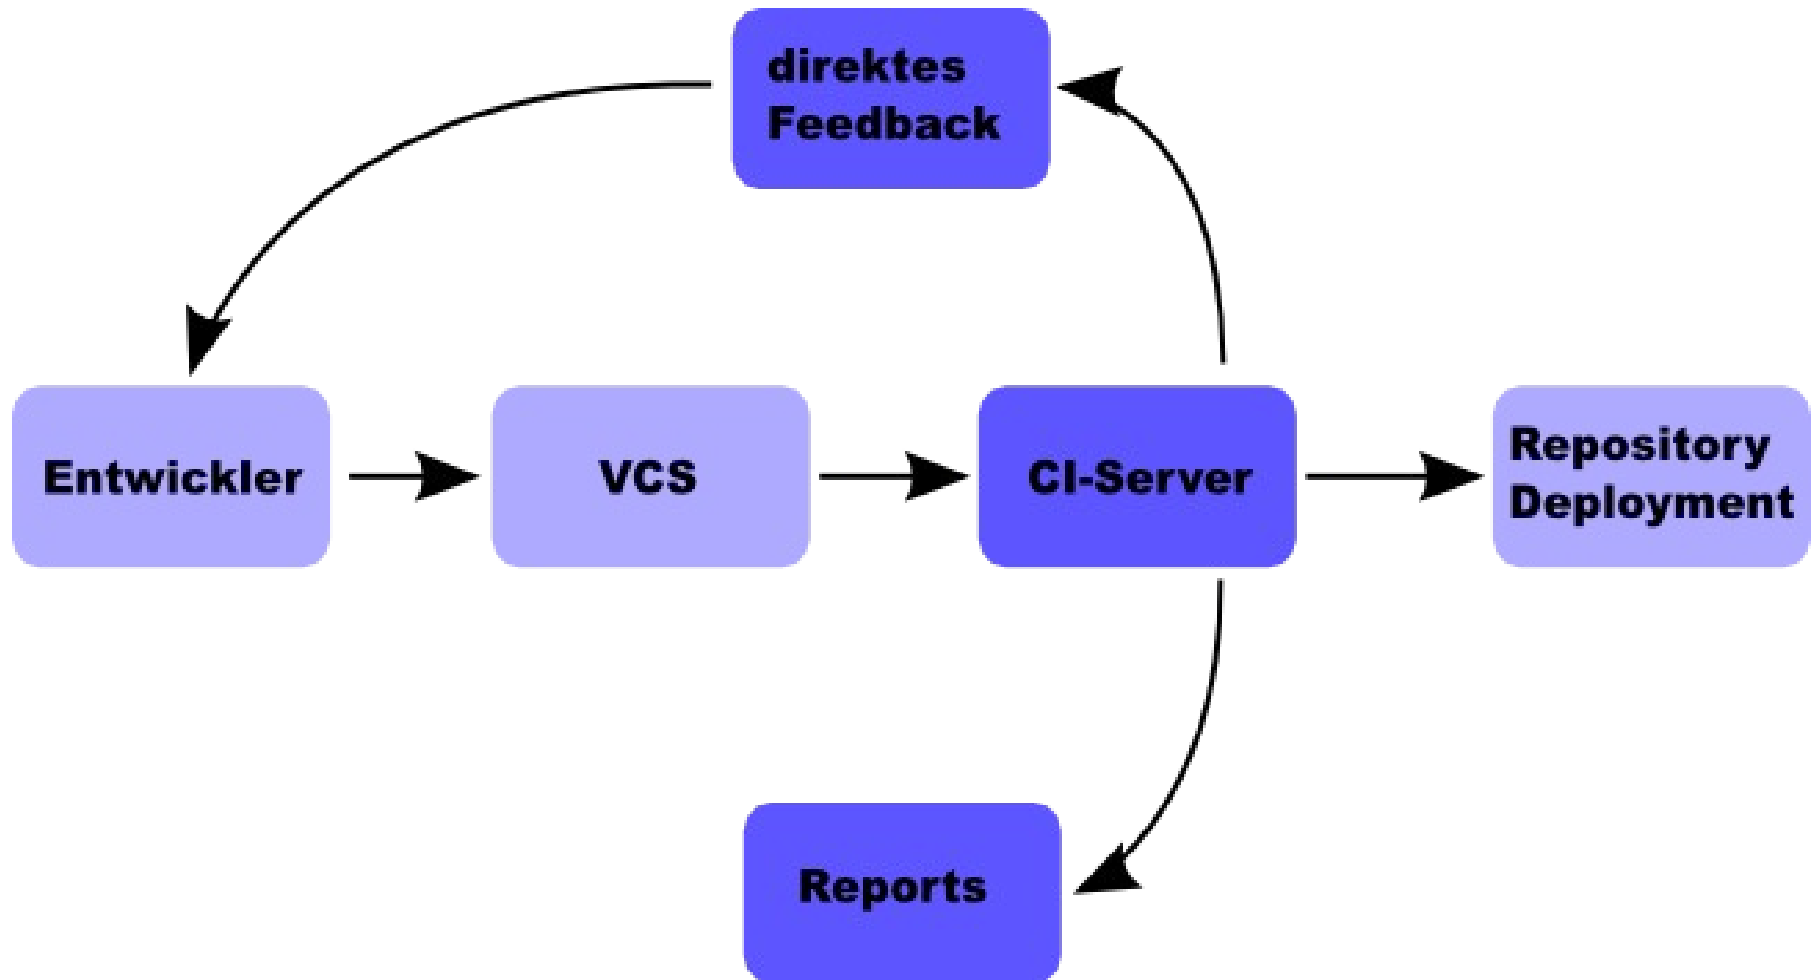 direktes
Feedback
Entwickler
VCS
CI-Server
Repository
Deployment
Reports